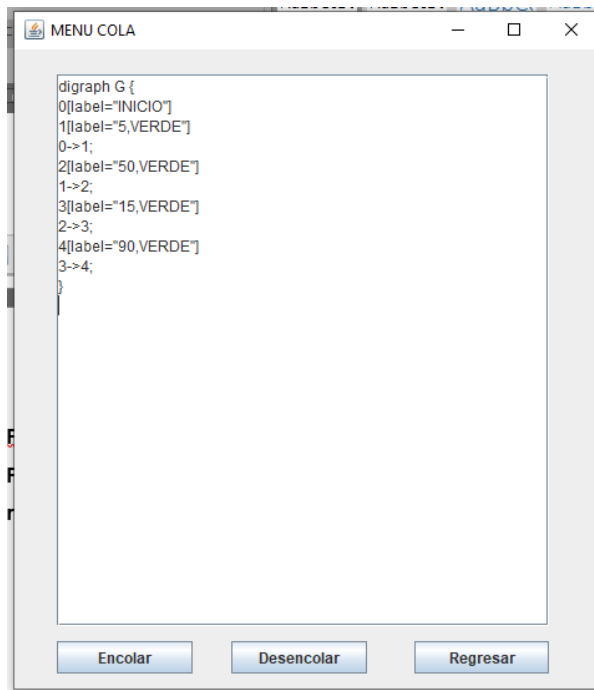 MENU COLA
digraph G {
0[label="INICIO"]
1[label="5,VERDE"]
0->1;
2[label="50,VERDE"]
1->2;
3[label="15,VERDE"]
2->3;
4[label="90,VERDE"]
3->4;
}
Encolar
Desencolar
Regresar